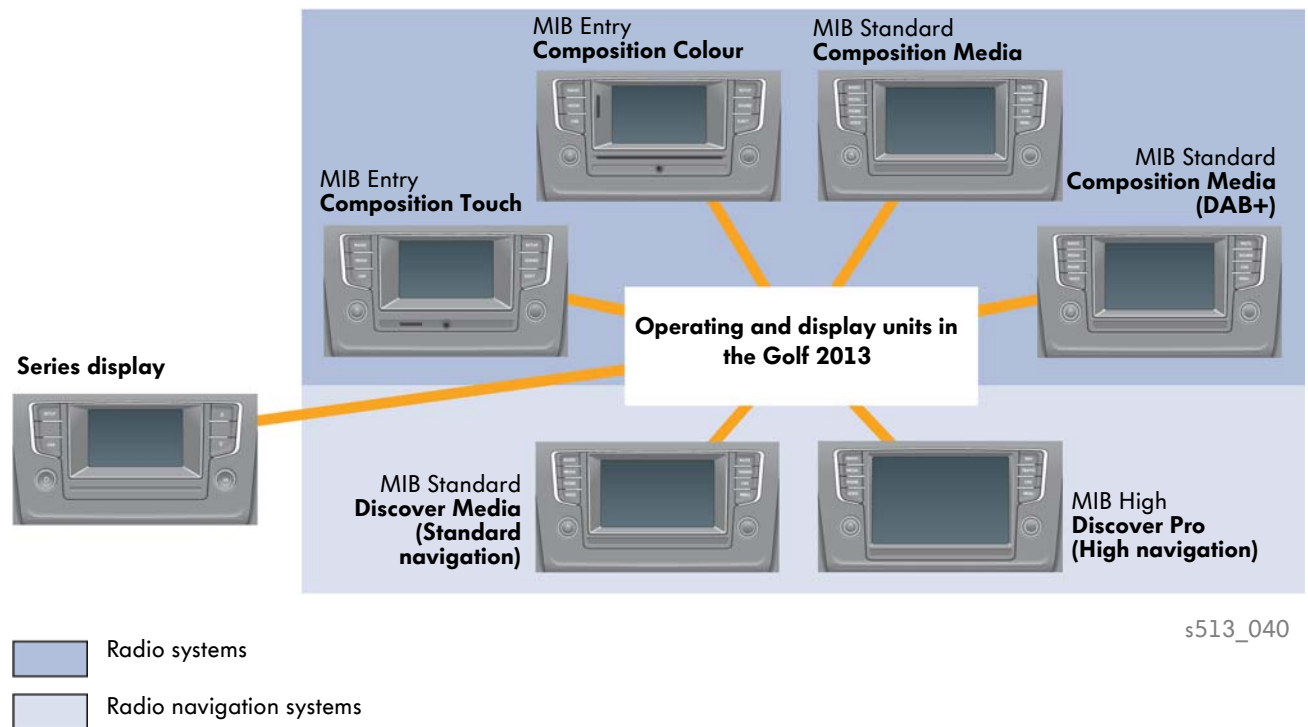 MIB Entry
Composition Colour
MIB Standard
Composition Media
MIB Entry
Composition Touch
MIB Standard
Composition Media
(DAB+)
Operating and display units in
the Golf 2013
Series display
MIB Standard
Discover Media
(Standard
navigation)
MIB High
Discover Pro
(High navigation)
s513_040
Radio systems
Radio navigation systems